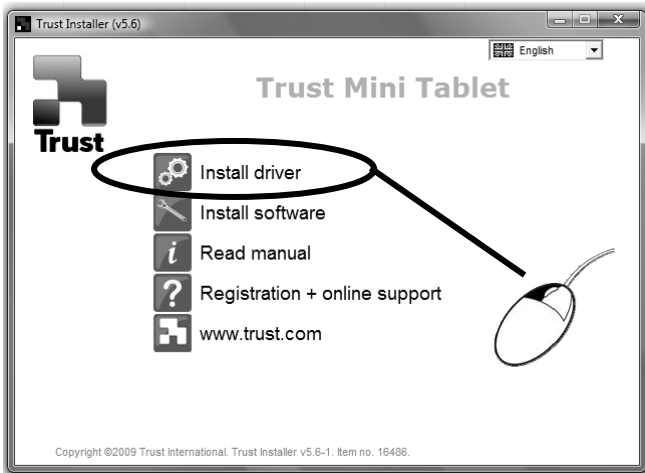 Trust Installer (v5.6)
English
Trust Mini Tablet
Trust
Install driver
Install software
Read manual
Registration + online support
www.trust.com
Copyright ©2009 Trust International. Trust Installer v5.6-1. Item no. 16486.